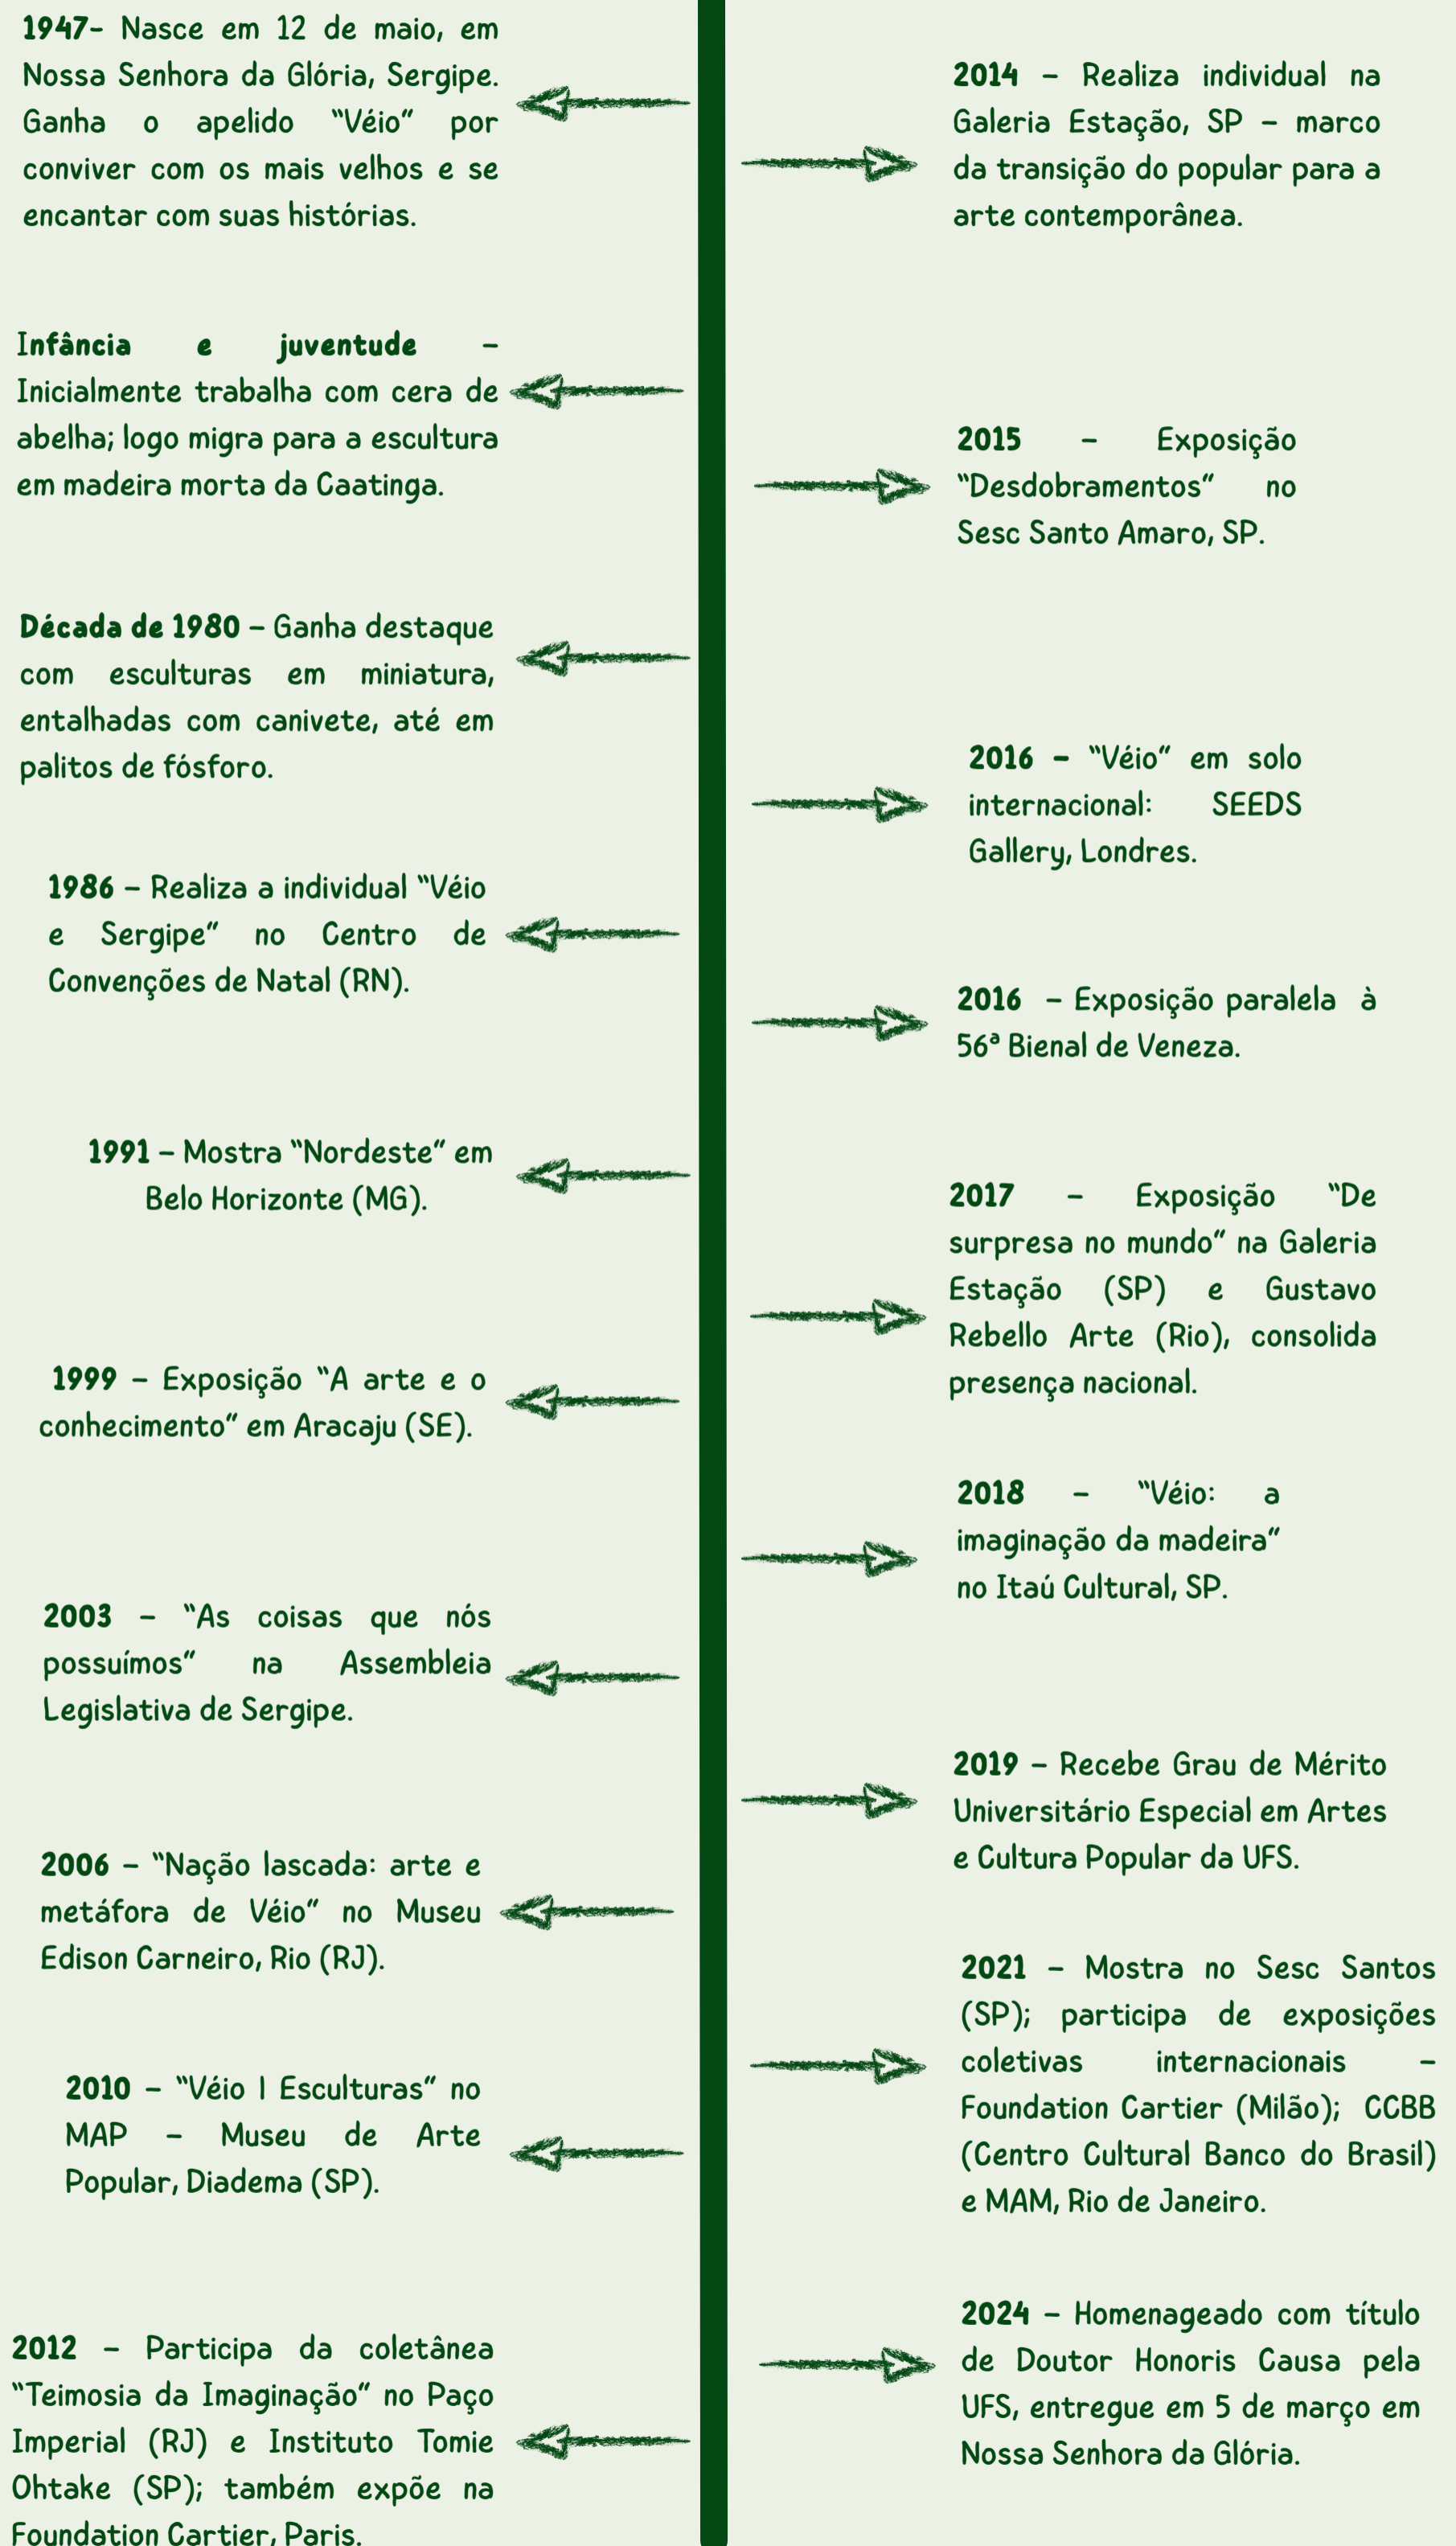 1947- Nasce em 12 de maio, em
Nossa Senhora da Glória, Sergipe.
Ganha o apelido "Véio" por
conviver com os mais velhos e se
encantar com suas histórias.
Infância e juventude –
Inicialmente trabalha com cera de
abelha; logo migra para a escultura
em madeira morta da Caatinga.
Década de 1980 – Ganha destaque
com esculturas em miniatura,
entalhadas com canivete, até em
palitos de fósforo.
1986 – Realiza a individual "Véio
e Sergipe" no Centro de
Convenções de Natal (RN).
1991 – Mostra "Nordeste" em
Belo Horizonte (MG).
1999 – Exposição "A arte e o
conhecimento" em Aracaju (SE).
2003 – "As coisas que nós
possuímos" na Assembleia
Legislativa de Sergipe.
2006 – "Nação lascada: arte e
metáfora de Véio" no Museu
Edison Carneiro, Rio (RJ).
2010 – "Véio | Esculturas" no
MAP – Museu de Arte
Popular, Diadema (SP).
2012 – Participa da coletânea
"Teimosia da Imaginação" no Paço
Imperial (RJ) e Instituto Tomie
Ohtake (SP); também expõe na
Foundation Cartier, Paris.
2014 – Realiza individual na
Galeria Estação, SP – marco
da transição do popular para a
arte contemporânea.
2015 – Exposição
"Desdobramentos" no
Sesc Santo Amaro, SP.
2016 – "Véio" em solo
internacional: SEEDS
Gallery, Londres.
2016 – Exposição paralela à
56ª Bienal de Veneza.
2017 – Exposição "De
surpresa no mundo" na Galeria
Estação (SP) e Gustavo
Rebello Arte (Rio), consolida
presença nacional.
2018 – "Véio: a
imaginação da madeira"
no Itaú Cultural, SP.
2019 – Recebe Grau de Mérito
Universitário Especial em Artes
e Cultura Popular da UFS.
2021 – Mostra no Sesc Santos
(SP); participa de exposições
coletivas internacionais –
Foundation Cartier (Milão); CCBB
(Centro Cultural Banco do Brasil)
e MAM, Rio de Janeiro.
2024 – Homenageado com título
de Doutor Honoris Causa pela
UFS, entregue em 5 de março em
Nossa Senhora da Glória.